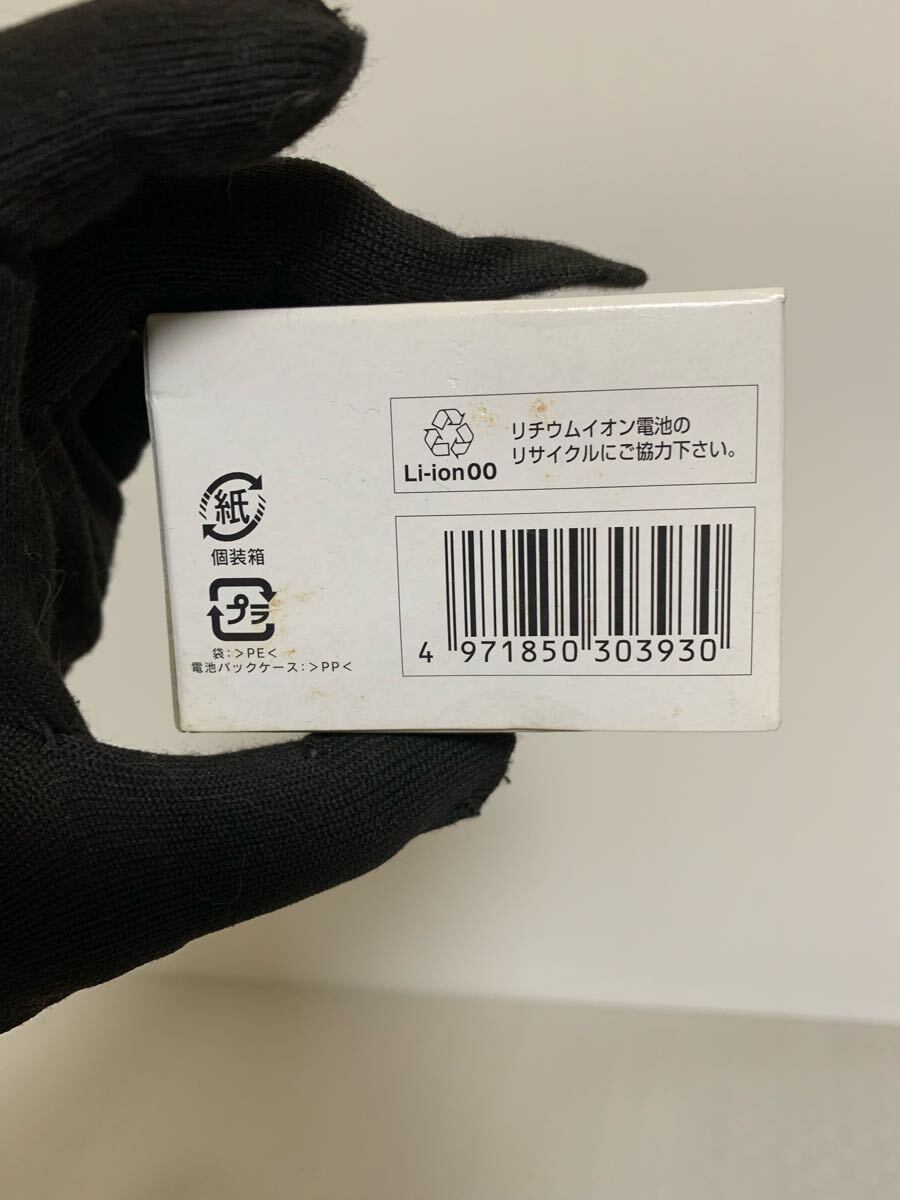 Li-ion00
リチウムイオン電池の
リサイクルにご協力下さい。
紙
個装箱
プラ
袋:>PE<
電池パックケース:>PP<
4 971850 303930